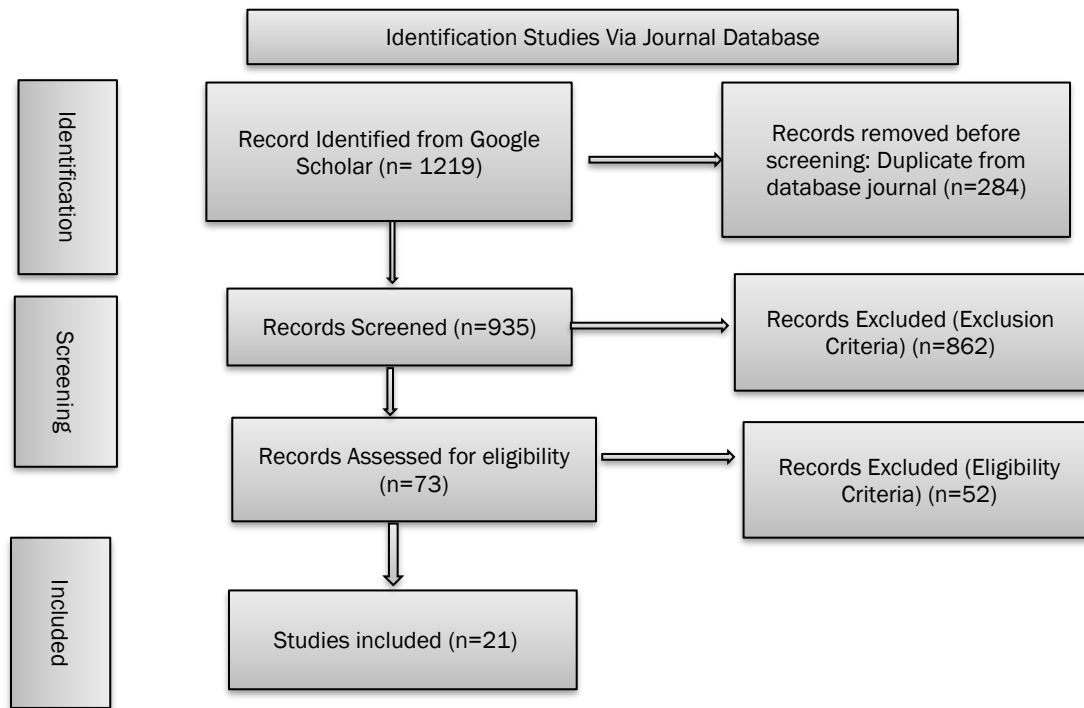 Identification Studies Via Journal Database
Identification
Record Identified from Google
Scholar (n= 1219)
Records removed before
screening: Duplicate from
database journal (n=284)
Screening
Records Screened (n=935)
Records Excluded (Exclusion
Criteria) (n=862)
Records Assessed for eligibility
(n=73)
Records Excluded (Eligibility
Criteria) (n=52)
Included
Studies included (n=21)